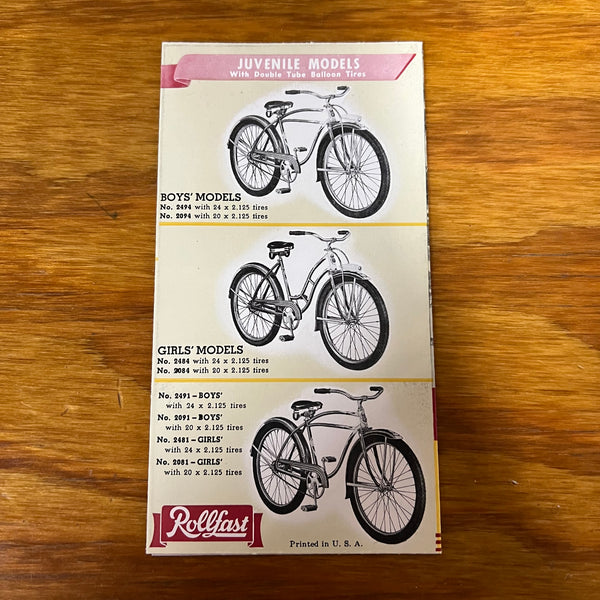 JUVENILE MODELS
With Double Tube Balloon Tires
BOYS' MODELS
No. 2494 with 24 x 2.125 tires
No. 2094 with 20 x 2.125 tires
GIRLS' MODELS
No. 2484 with 24 x 2.125 tires
No. 2084 with 20 x 2.125 tires
No. 2491–BOYS'
with 24 x 2.125 tires
No. 2091–BOYS'
with 20 x 2.125 tires
No. 2481–GIRLS'
with 24 x 2.125 tires
No. 2081–GIRLS'
with 20 x 2.125 tires
Rollfast
Printed in U. S. A.